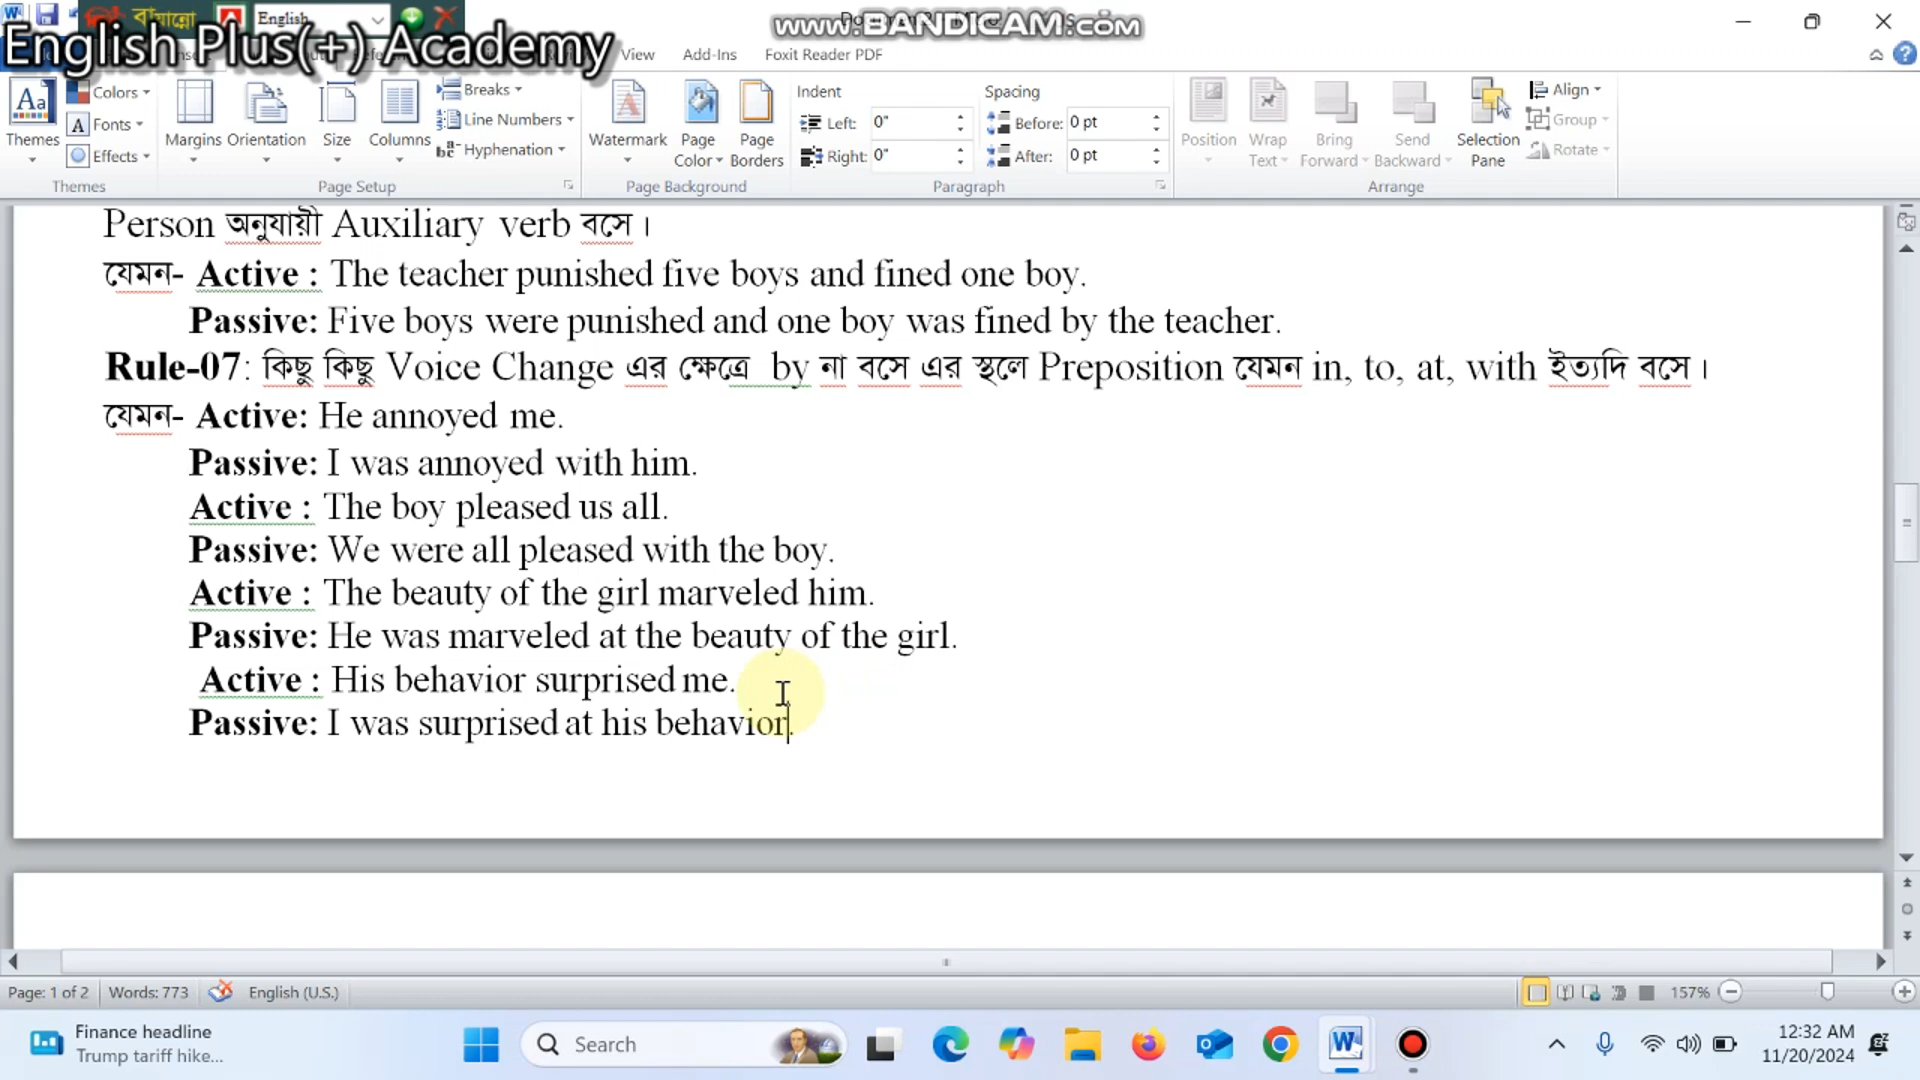 বায়ান্নো English
www.BANDICAM.com
English Plus(+) Academy
View Add-Ins Foxit Reader PDF
Themes Colors Fonts Effects Themes
Margins Orientation Size Columns Breaks Line Numbers Hyphenation Page Setup
Watermark Page Color Page Borders Page Background
Indent Left: 0" Right: 0" Spacing Before: 0 pt After: 0 pt Paragraph
Position Wrap Text Bring Forward Send Backward Selection Pane Align Group Rotate Arrange
Person অনুযায়ী Auxiliary verb বসে।
যেমন- Active : The teacher punished five boys and fined one boy.
Passive: Five boys were punished and one boy was fined by the teacher.
Rule-07: কিছু কিছু Voice Change এর ক্ষেত্রে by না বসে এর স্থলে Preposition যেমন in, to, at, with ইত্যদি বসে।
যেমন- Active: He annoyed me.
Passive: I was annoyed with him.
Active : The boy pleased us all.
Passive: We were all pleased with the boy.
Active : The beauty of the girl marveled him.
Passive: He was marveled at the beauty of the girl.
Active : His behavior surprised me.
Passive: I was surprised at his behavior.
Page: 1 of 2 Words: 773 English (U.S.) 157%
Finance headline
Trump tariff hike...
Search
12:32 AM
11/20/2024